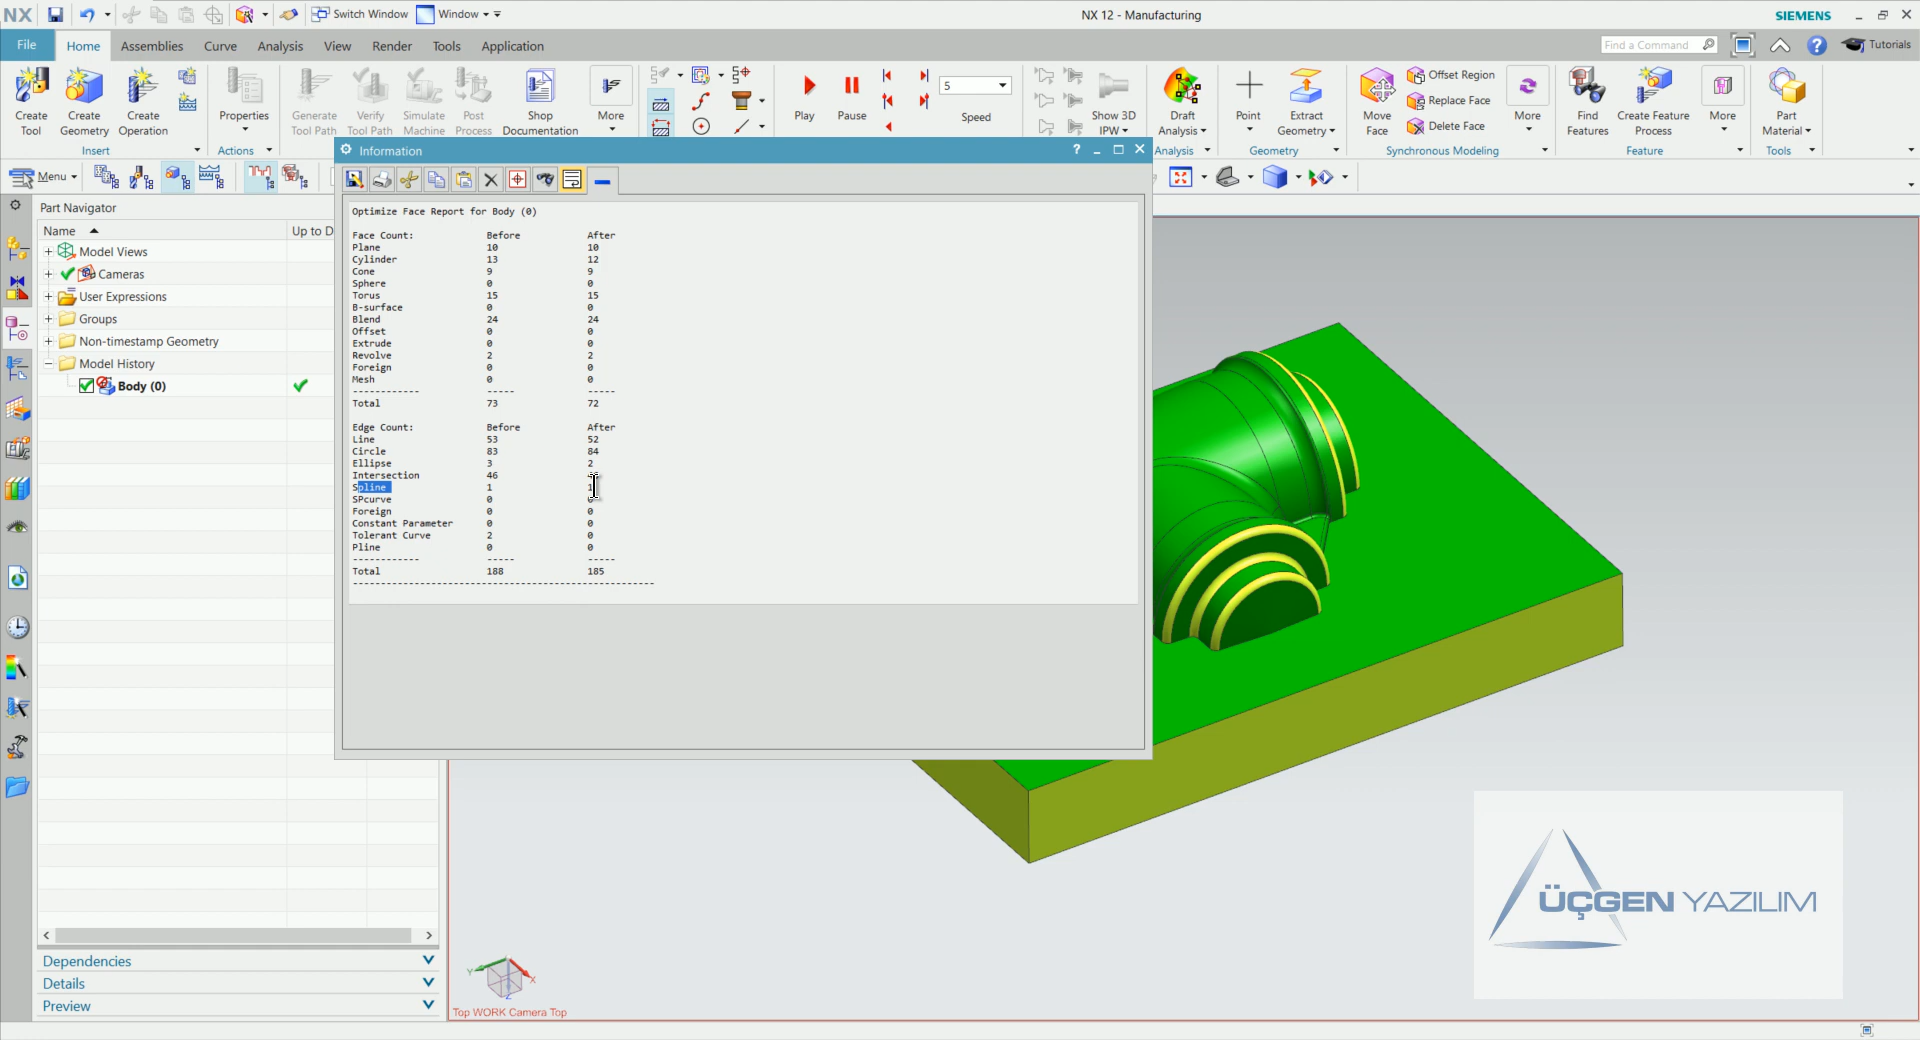 NX
Switch Window
Window
NX 12 - Manufacturing
SIEMENS
File
Home
Assemblies
Curve
Analysis
View
Render
Tools
Application
Find a Command
Tutorials
Create Tool
Create Geometry
Create Operation
Properties
Generate Tool Path
Verify Tool Path
Simulate Machine
Post Process
Shop Documentation
More
Play
Pause
5
Speed
Show 3D IPW
Draft Analysis
Point
Extract Geometry
Move Face
Offset Region
Replace Face
Delete Face
More
Find Features
Create Feature Process
More
Part Material
Insert
Actions
Analysis
Geometry
Synchronous Modeling
Feature
Tools
Menu
Information
Part Navigator
Name
Up to D
Model Views
Cameras
User Expressions
Groups
Non-timestamp Geometry
Model History
Body (0)
Optimize Face Report for Body (0)
Face Count: Before After
Plane 10 10
Cylinder 13 12
Cone 9 9
Sphere 0 0
Torus 15 15
B-surface 0 0
Blend 24 24
Offset 0 0
Extrude 0 0
Revolve 2 2
Foreign 0 0
Mesh 0 0
------------ ----- -----
Total 73 72
Edge Count: Before After
Line 53 52
Circle 83 84
Ellipse 3 2
Intersection 46
Spline 1 1
SPcurve 0 0
Foreign 0 0
Constant Parameter 0 0
Tolerant Curve 2 0
Pline 0 0
------------ ----- -----
Total 188 185
------------------------------------------------------
Dependencies
Details
Preview
Y
X
Z
Top WORK Camera Top
ÜÇGEN YAZILIM